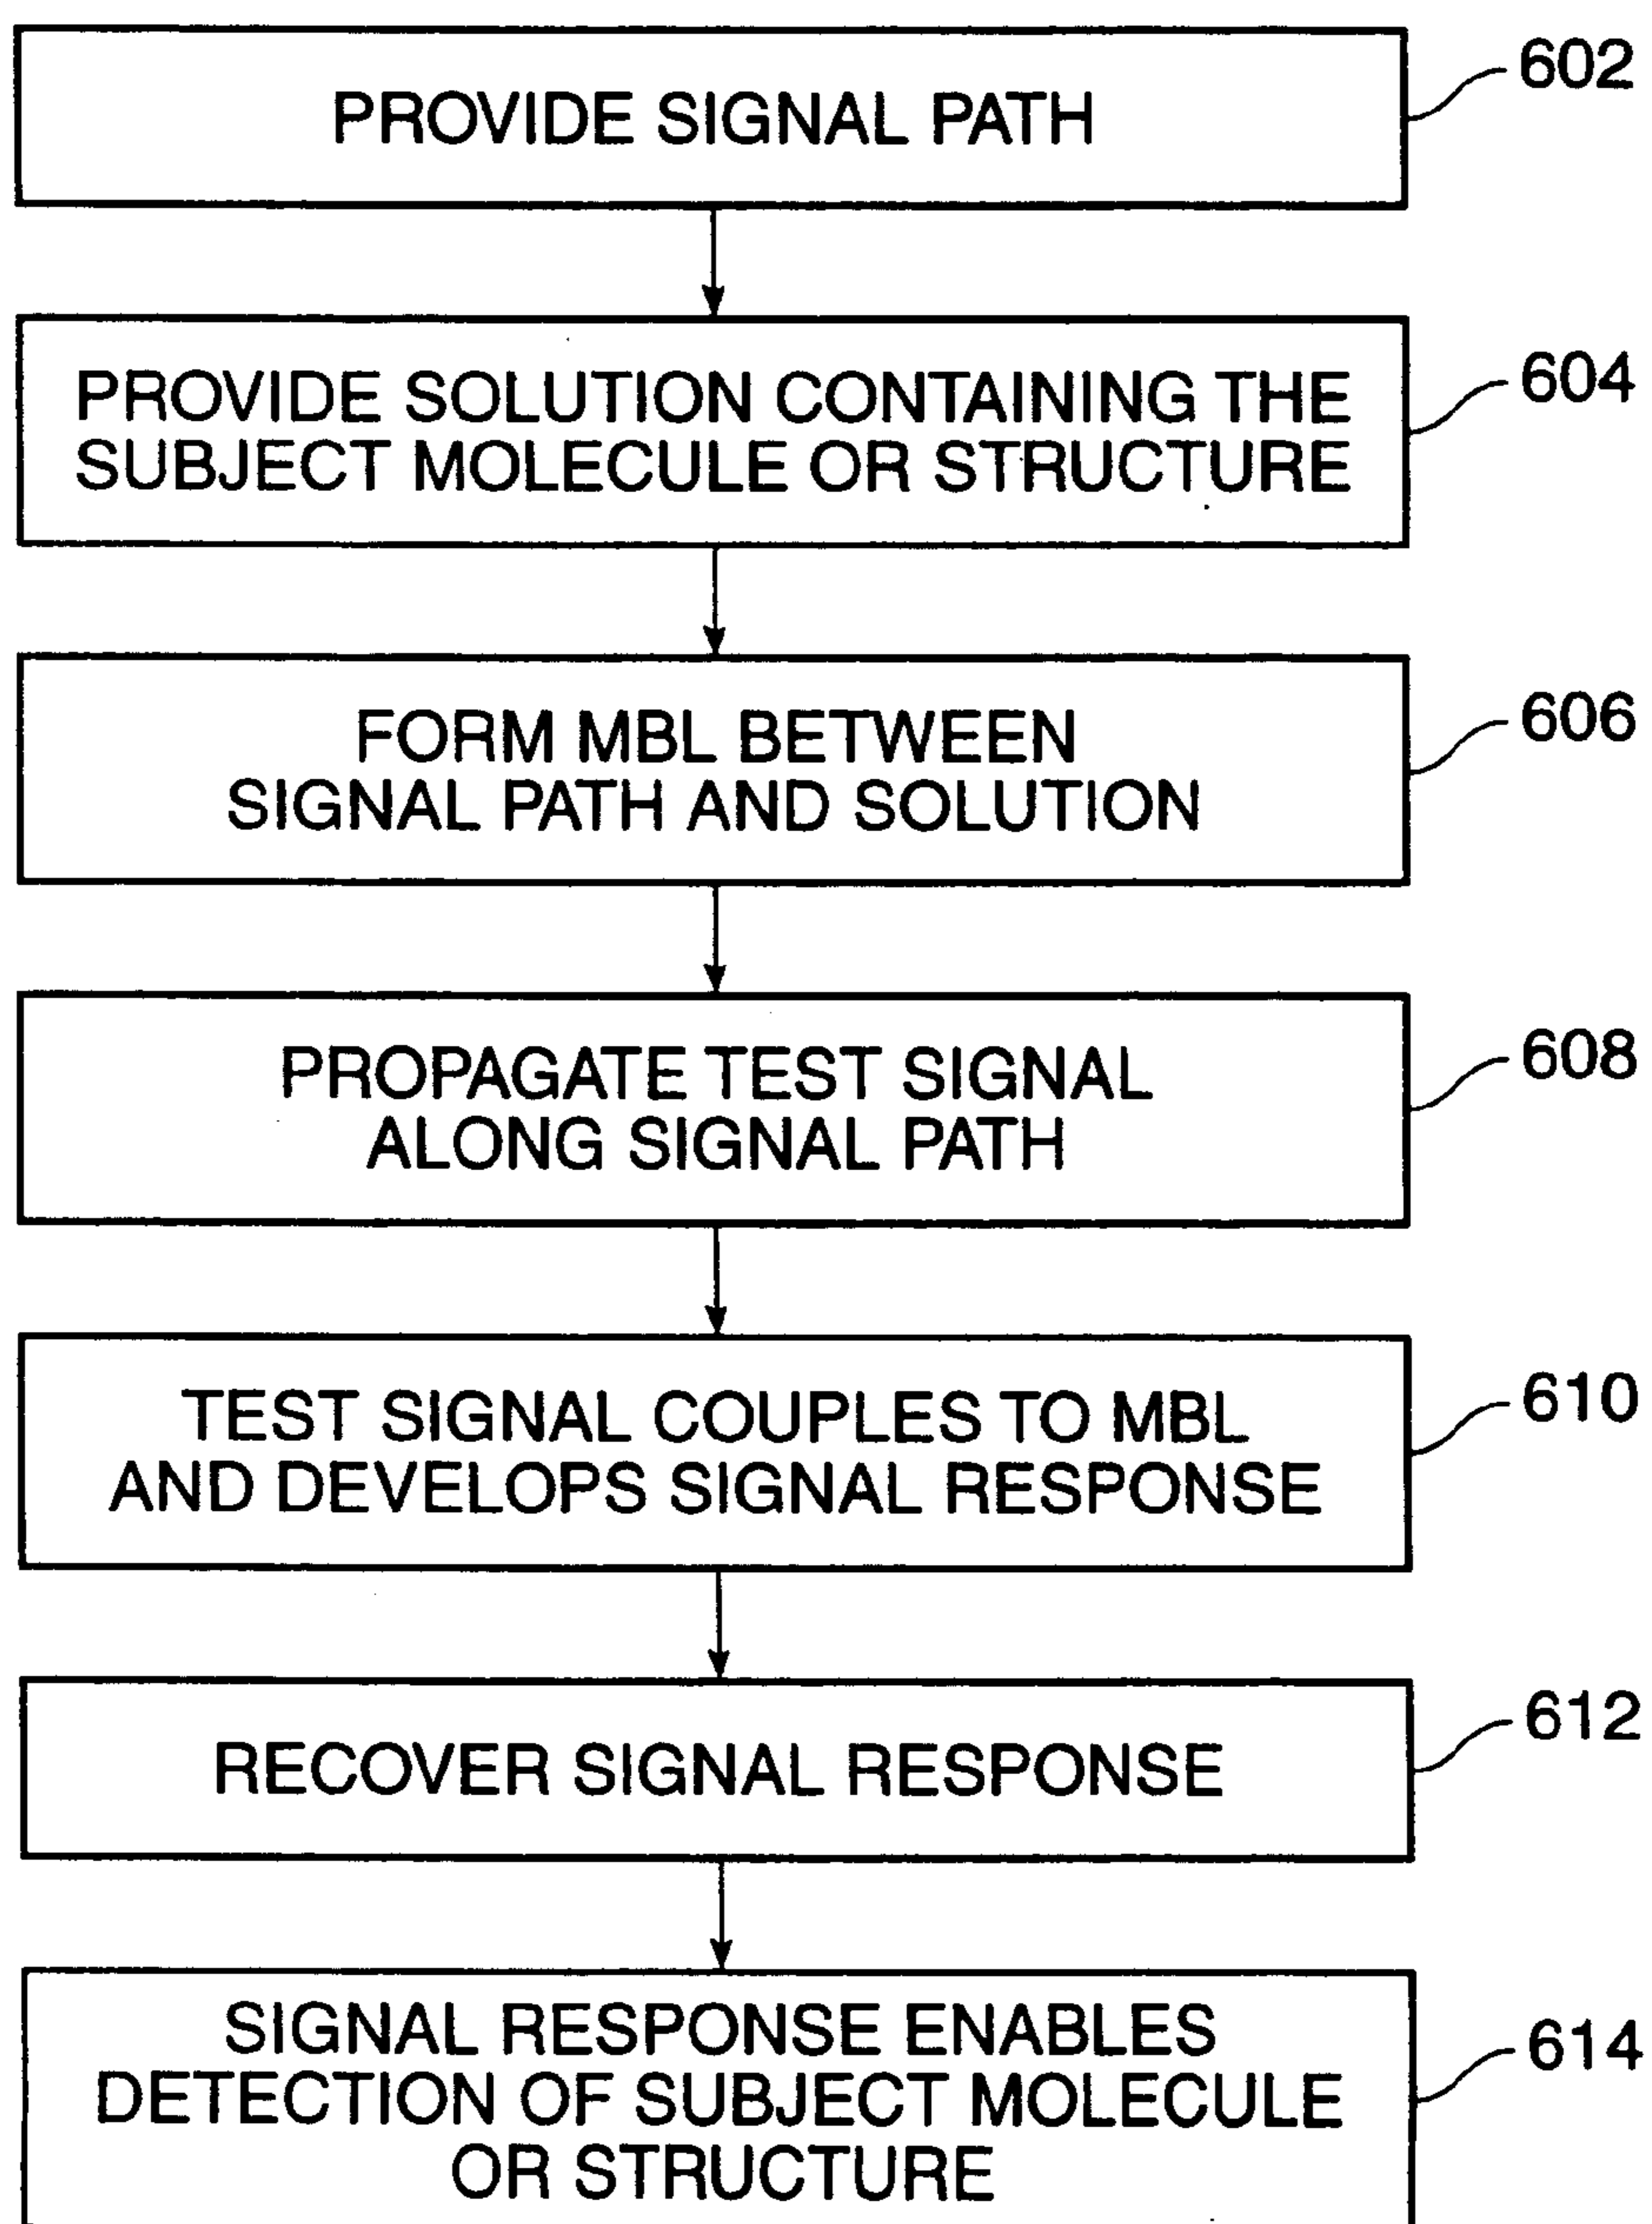 PROVIDE SIGNAL PATH
602
PROVIDE SOLUTION CONTAINING THE
SUBJECT MOLECULE OR STRUCTURE
604
FORM MBL BETWEEN
SIGNAL PATH AND SOLUTION
606
PROPAGATE TEST SIGNAL
ALONG SIGNAL PATH
608
TEST SIGNAL COUPLES TO MBL
AND DEVELOPS SIGNAL RESPONSE
610
RECOVER SIGNAL RESPONSE
612
SIGNAL RESPONSE ENABLES
DETECTION OF SUBJECT MOLECULE
OR STRUCTURE
614